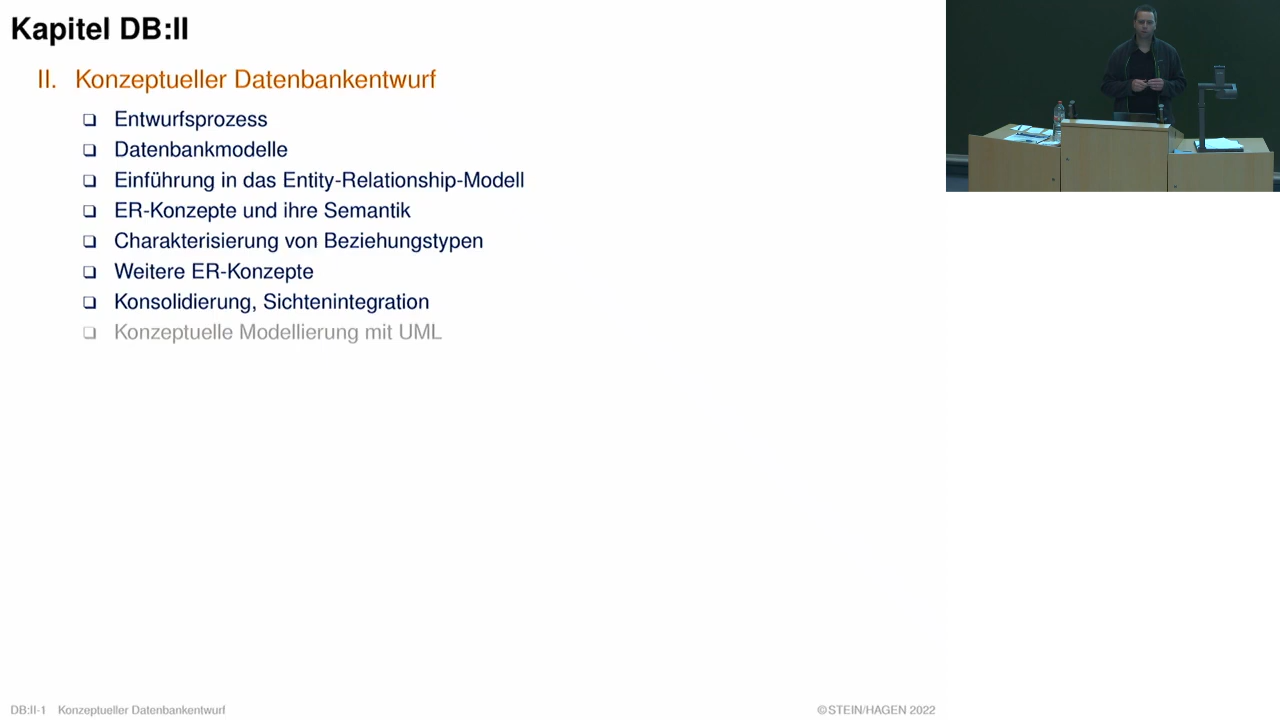 Kapitel DB:II
II. Konzeptueller Datenbankentwurf
❑ Entwurfsprozess
❑ Datenbankmodelle
❑ Einführung in das Entity-Relationship-Modell
❑ ER-Konzepte und ihre Semantik
❑ Charakterisierung von Beziehungstypen
❑ Weitere ER-Konzepte
❑ Konsolidierung, Sichtenintegration
❑ Konzeptuelle Modellierung mit UML
DB:II-1 Konzeptueller Datenbankentwurf
©STEIN/HAGEN 2022